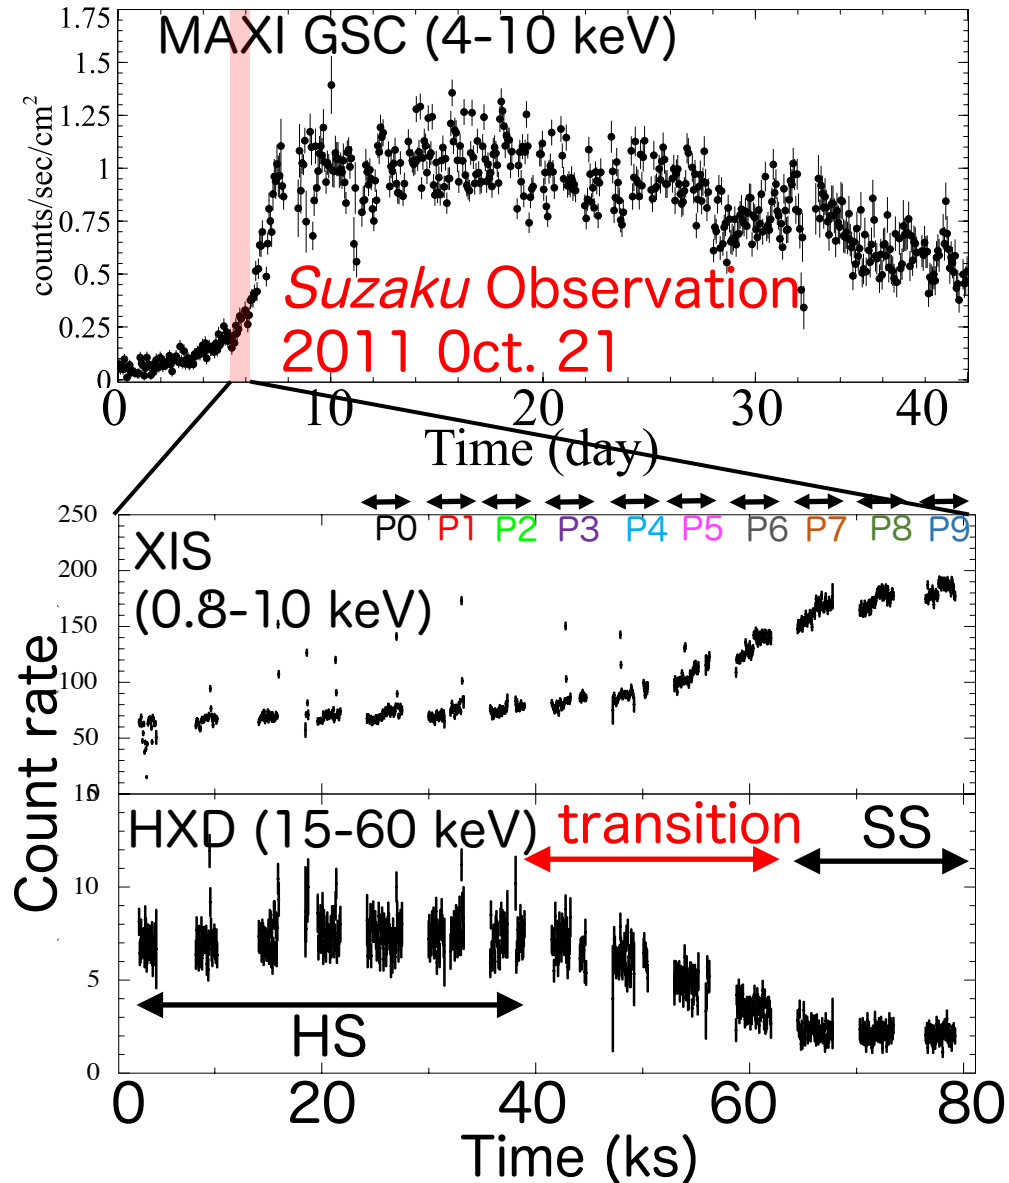 MAXI GSC (4-10 keV)
counts/sec/cm²
1.75
1.5
1.25
1
0.75
0.5
0.25
0
Suzaku Observation
2011 Oct. 21
0 10 20 30 40
Time (day)
P0 P1 P2 P3 P4 P5 P6 P7 P8 P9
XIS
(0.8-10 keV)
250
200
150
100
50
0
Count rate
HXD (15-60 keV)
transition
SS
HS
15
10
5
0
0 20 40 60 80
Time (ks)